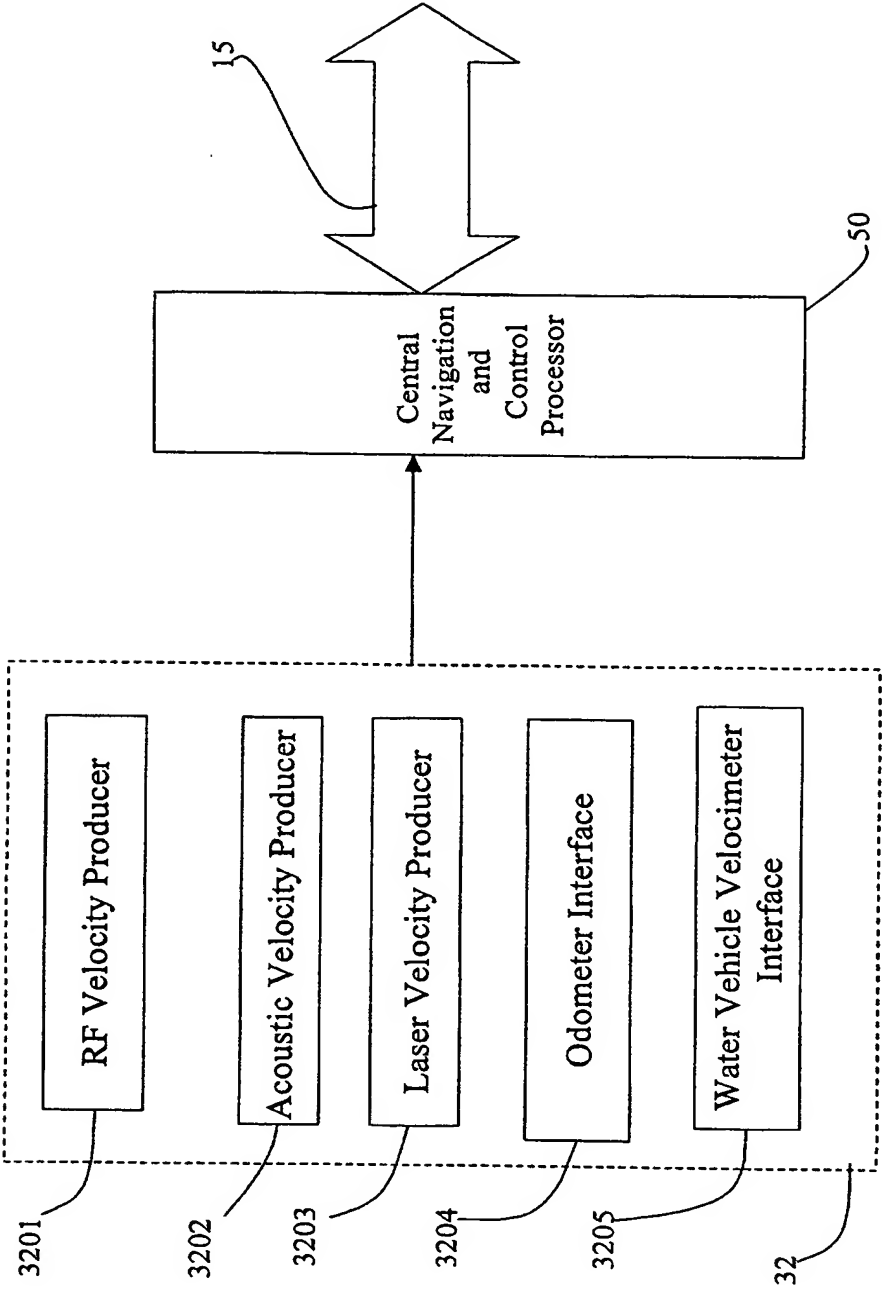 3201
RF Velocity Producer
3202
Acoustic Velocity Producer
3203
Laser Velocity Producer
3204
Odometer Interface
3205
Water Vehicle Velocimeter
Interface
32
Central
Navigation
and
Control
Processor
50
15